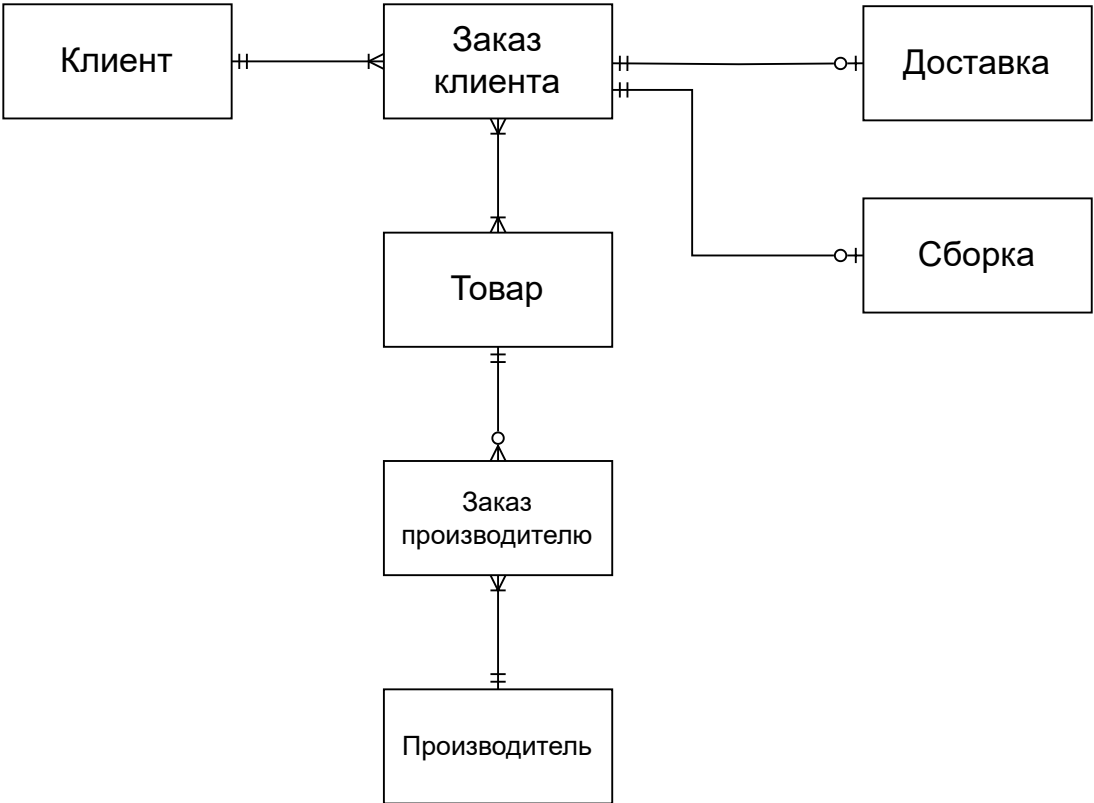 Клиент
Заказ
клиента
Доставка
Сборка
Товар
Заказ
производителю
Производитель